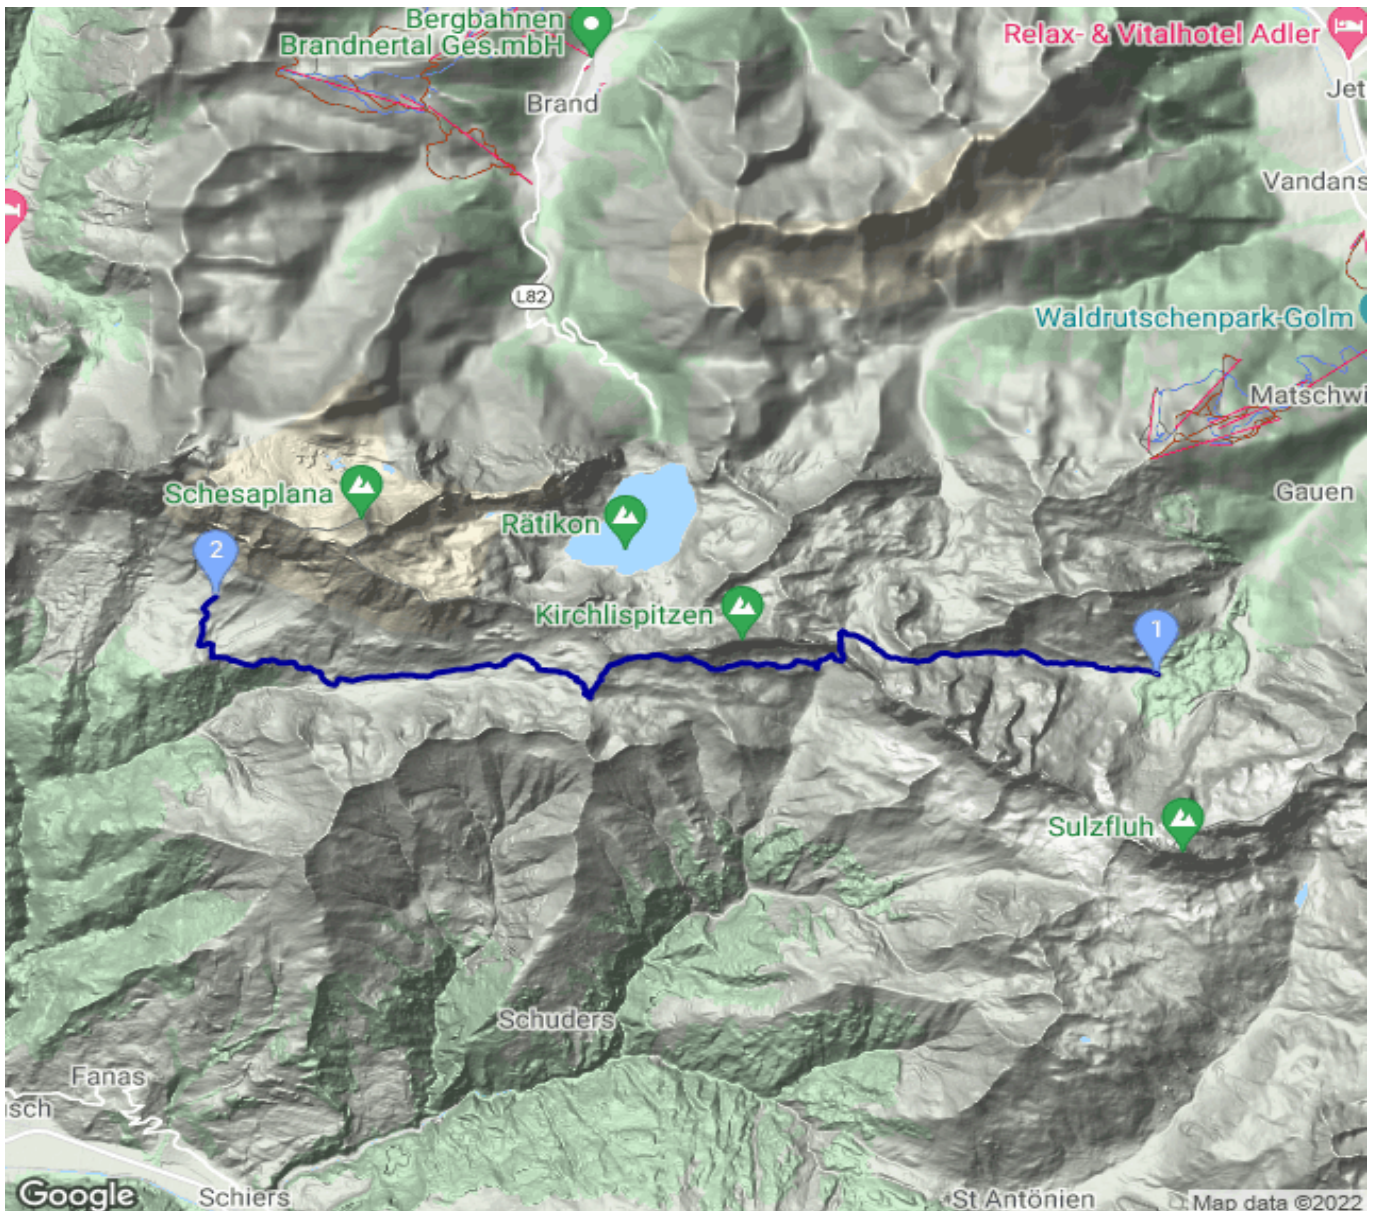 Bergbahnen
Brandnertal Ges.mbH
Relax- & Vitalhotel Adler
Brand
Jet
Vandans
L82
Waldrutschenpark-Golm
Matschwi
Schesaplana
Gauen
Rätikon
2
Kirchlispitzen
1
Sulzfluh
Schuders
Fanas
isch
Google
Schiers
St Antönien
Map data ©2022